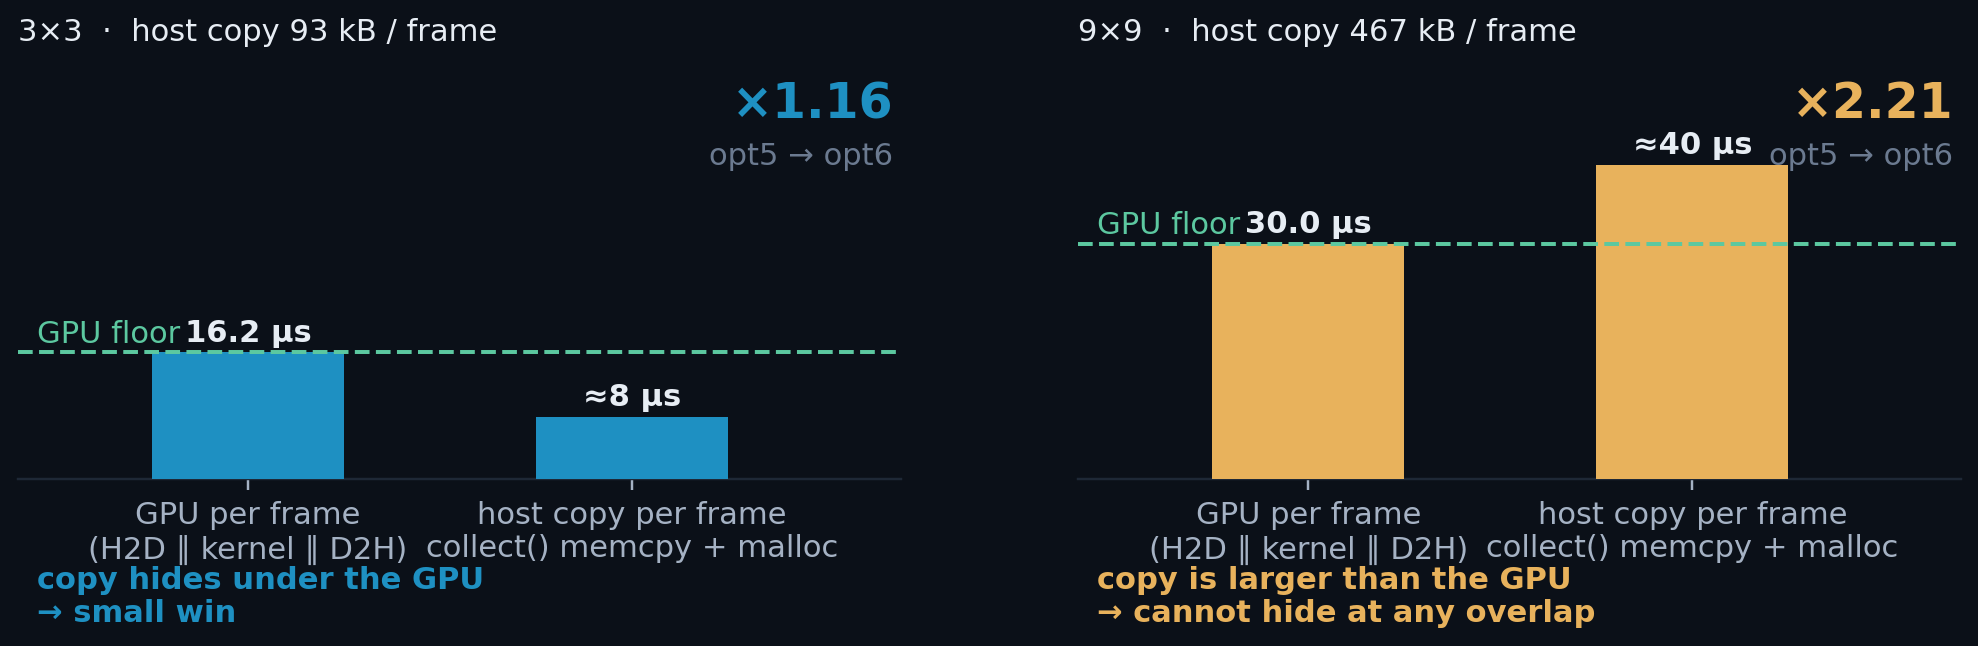 3×3 · host copy 93 kB / frame
×1.16
opt5 → opt6
GPU floor 16.2 µs
≈8 µs
GPU per frame
(H2D ∥ kernel ∥ D2H)
host copy per frame
collect() memcpy + malloc
copy hides under the GPU
→ small win
9×9 · host copy 467 kB / frame
×2.21
≈40 µs
opt5 → opt6
GPU floor 30.0 µs
GPU per frame
(H2D ∥ kernel ∥ D2H)
host copy per frame
collect() memcpy + malloc
copy is larger than the GPU
→ cannot hide at any overlap